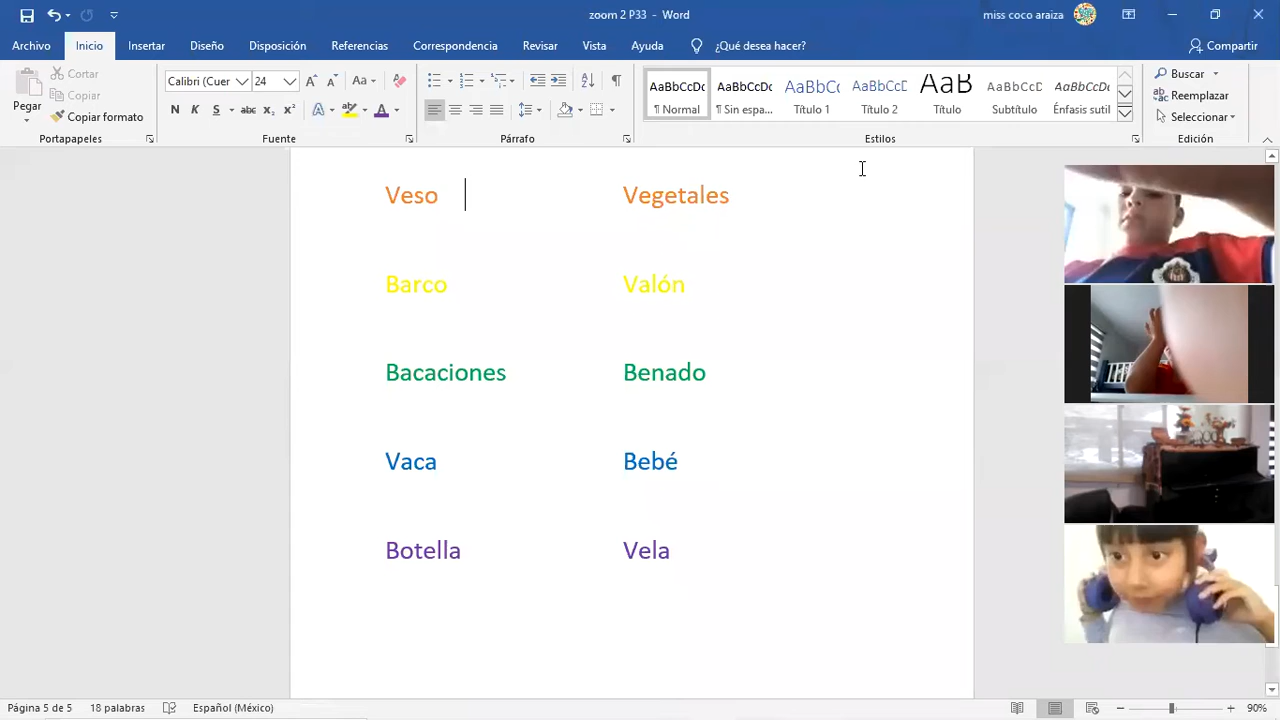 zoom 2 P33 - Word
miss coco araiza
Archivo Inicio Insertar Diseño Disposición Referencias Correspondencia Revisar Vista Ayuda ¿Qué desea hacer? Compartir
Pegar
Cortar
Copiar
Copiar formato
Portapapeles
Calibri (Cuer 24
Fuente
Párrafo
AaBbCcDc AaBbCcDc AaBbCc AaBbCcD AaB AaBbCcD AaBbCcDc
¶ Normal ¶ Sin espa... Título 1 Título 2 Título Subtítulo Énfasis sutil
Estilos
Buscar
Reemplazar
Seleccionar
Edición
Veso Vegetales
Barco Valón
Bacaciones Benado
Vaca Bebé
Botella Vela
Página 5 de 5 18 palabras Español (México) 90%